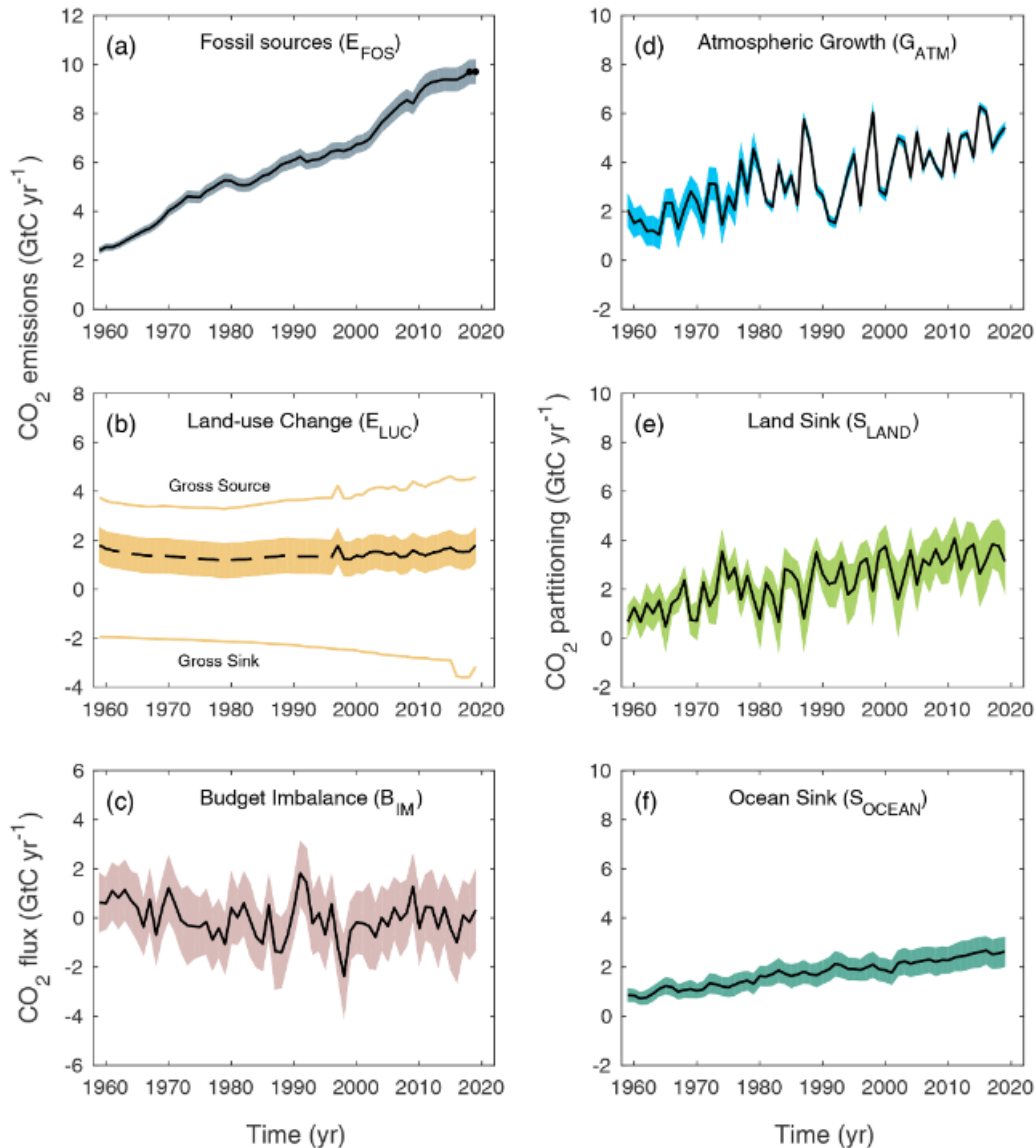 (a) Fossil sources (E_FOS)
12
10
8
6
4
2
0
1960 1970 1980 1990 2000 2010 2020
(d) Atmospheric Growth (G_ATM)
10
8
6
4
2
0
-2
1960 1970 1980 1990 2000 2010 2020
CO2 emissions (GtC yr-1)
(b) Land-use Change (E_LUC)
Gross Source
Gross Sink
8
6
4
2
0
-2
-4
1960 1970 1980 1990 2000 2010 2020
CO2 partitioning (GtC yr-1)
(e) Land Sink (S_LAND)
10
8
6
4
2
0
-2
1960 1970 1980 1990 2000 2010 2020
CO2 flux (GtC yr-1)
(c) Budget Imbalance (B_IM)
6
4
2
0
-2
-4
-6
1960 1970 1980 1990 2000 2010 2020
Time (yr)
(f) Ocean Sink (S_OCEAN)
10
8
6
4
2
0
-2
1960 1970 1980 1990 2000 2010 2020
Time (yr)